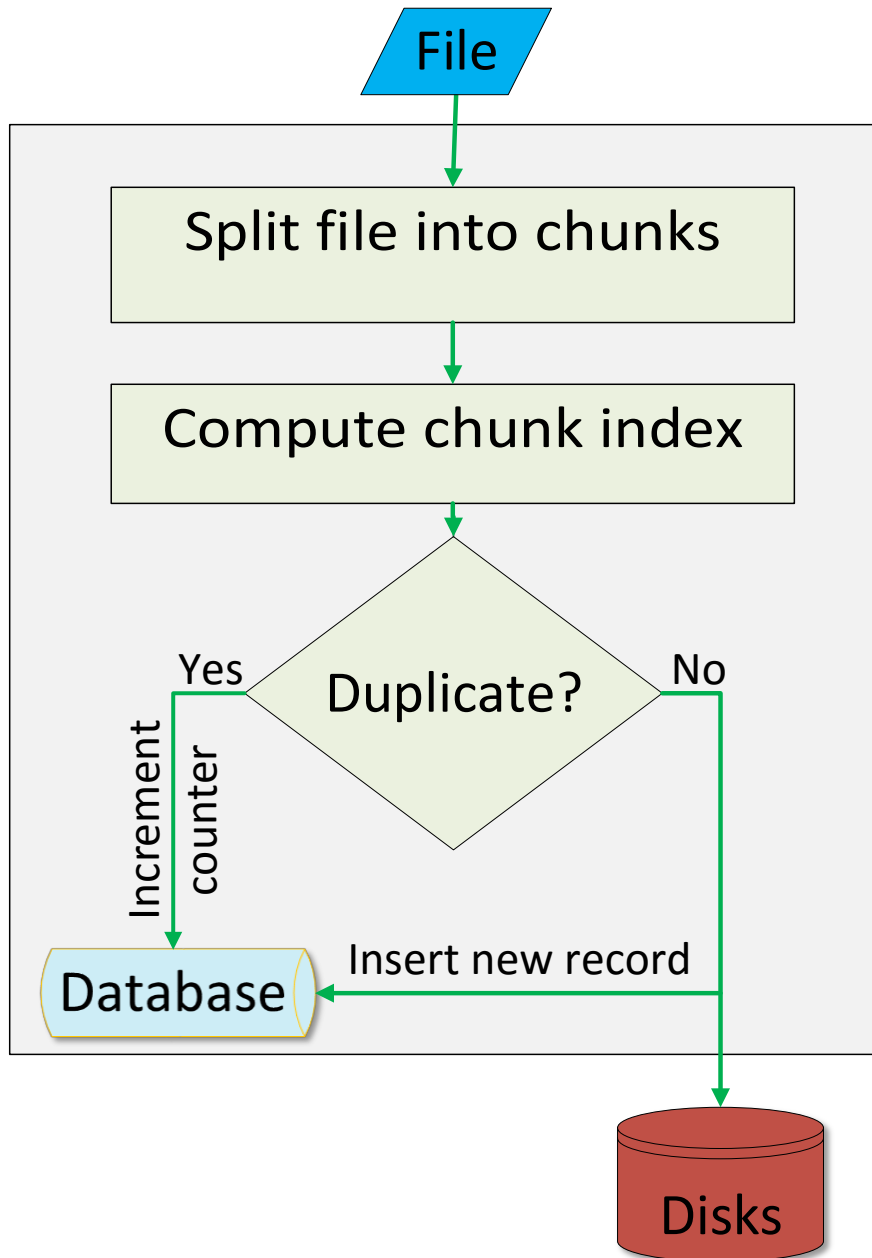 File
Split file into chunks
Compute chunk index
Duplicate?
Yes
No
Increment
counter
Insert new record
Database
Disks